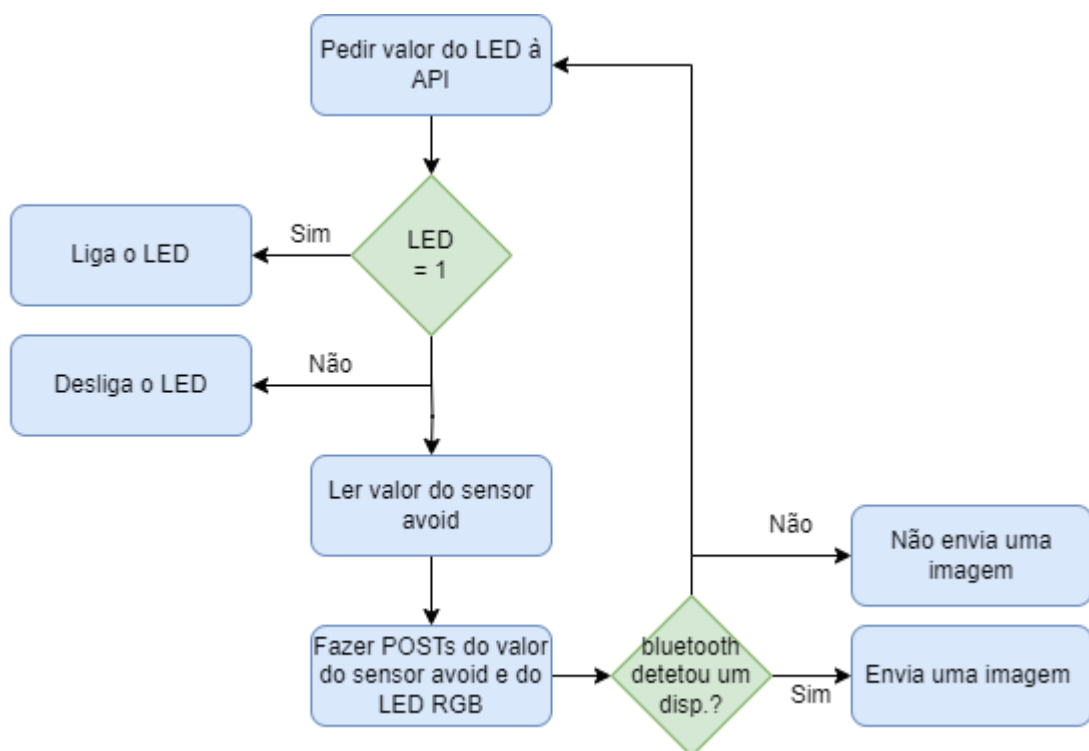 Pedir valor do LED à
API
Sim
LED
= 1
Liga o LED
Não
Desliga o LED
Ler valor do sensor
avoid
Não
Não envia uma
imagem
Fazer POSTs do valor
do sensor avoid e do
LED RGB
bluetooth
detetou um
disp.?
Sim
Envia uma imagem